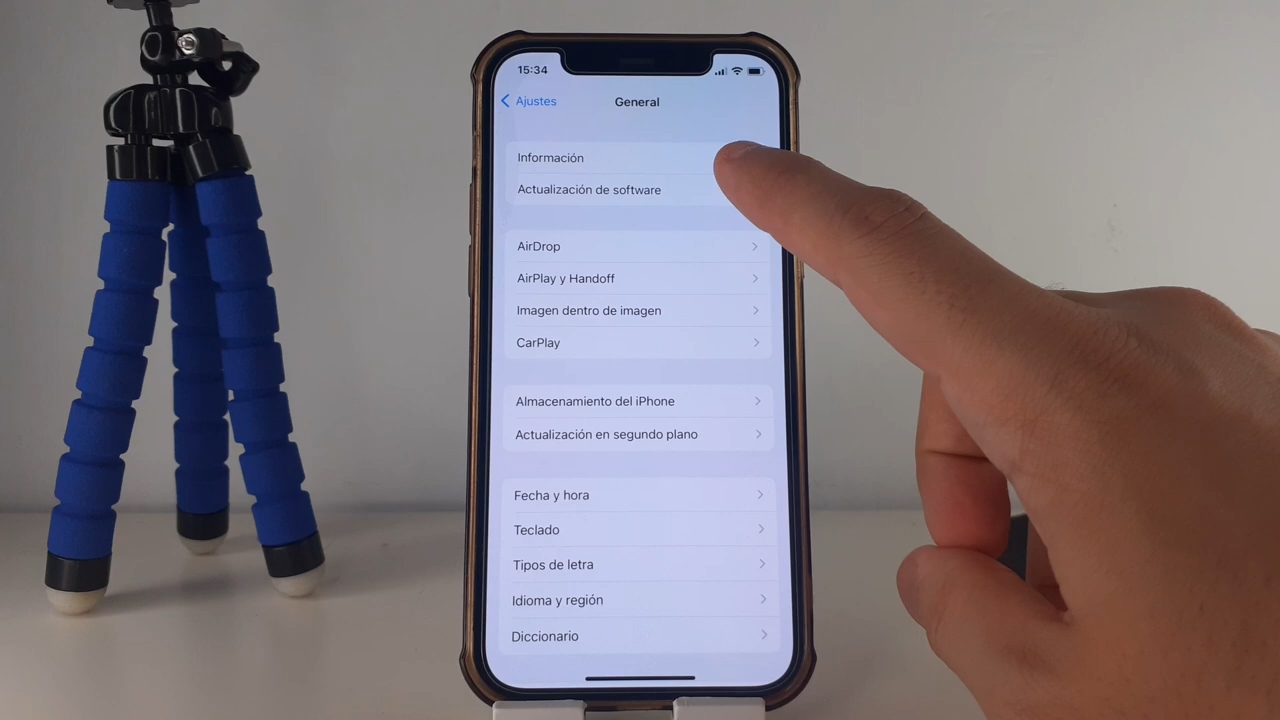 15:34
Ajustes
General
Información
Actualización de software
AirDrop
AirPlay y Handoff
Imagen dentro de imagen
CarPlay
Almacenamiento del iPhone
Actualización en segundo plano
Fecha y hora
Teclado
Tipos de letra
Idioma y región
Diccionario